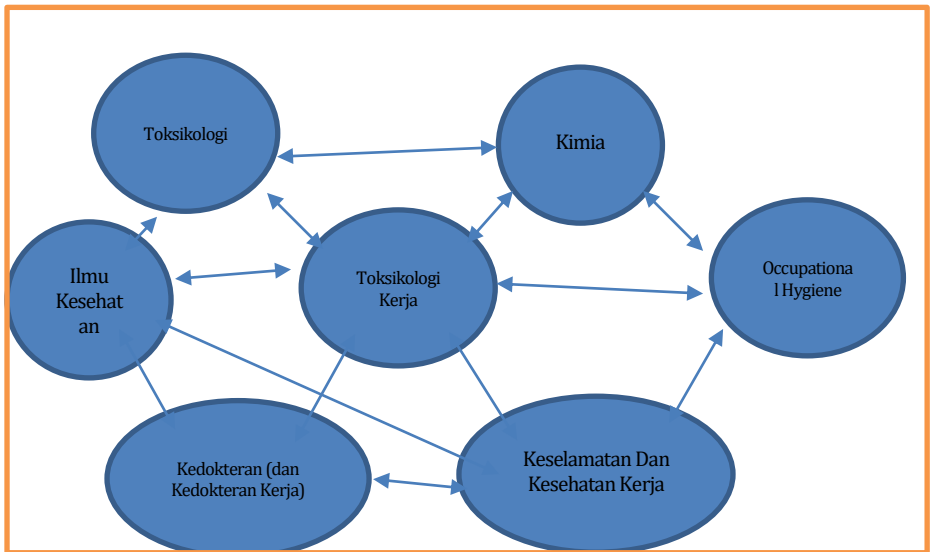 Toksikologi
Kimia
Ilmu
Kesehat
an
Toksikologi
Kerja
Occupationa
l Hygiene
Kedokteran (dan
Kedokteran Kerja)
Keselamatan Dan
Kesehatan Kerja